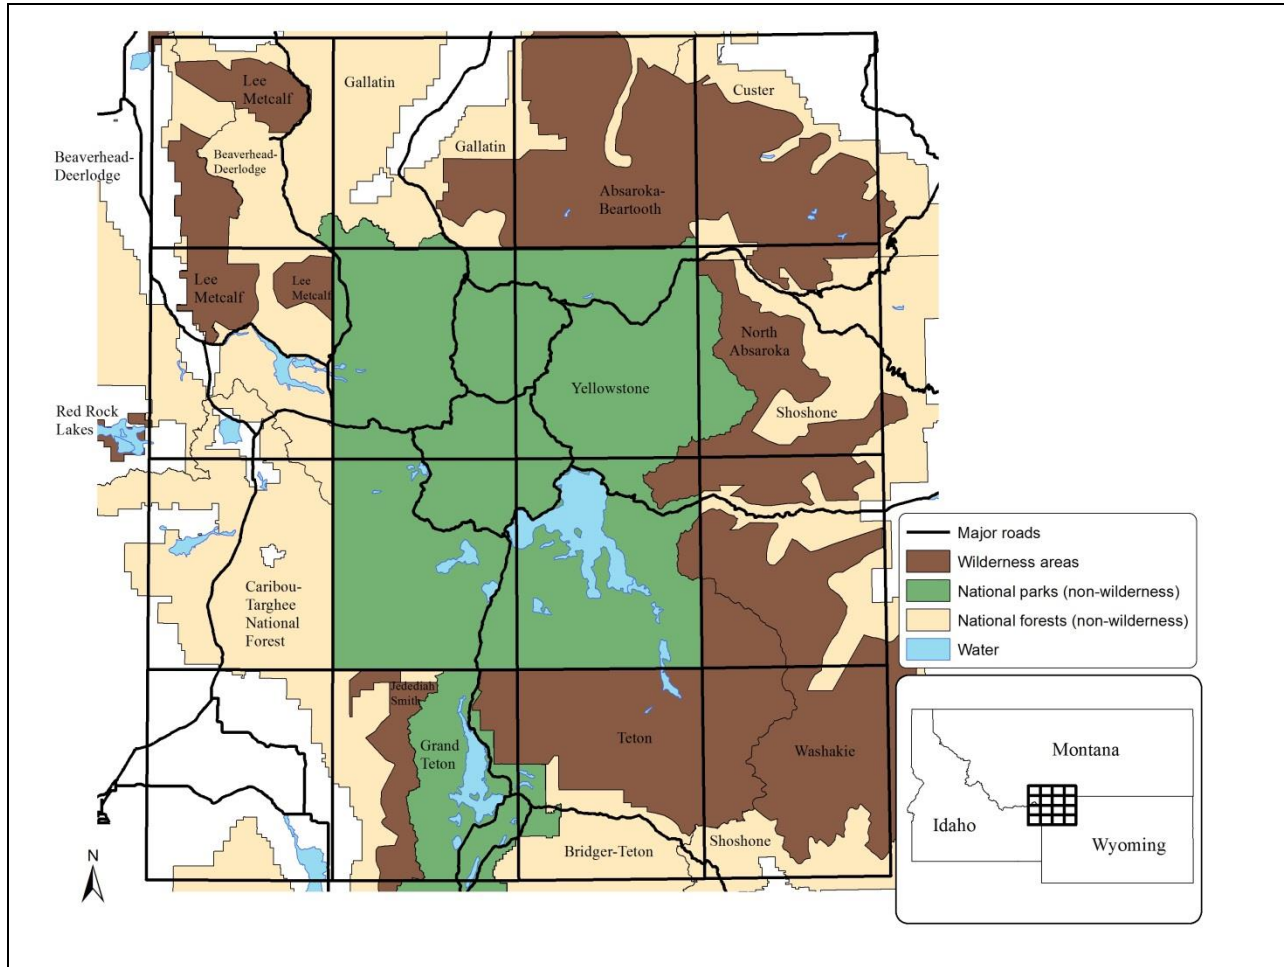 Lee
Metcalf
Gallatin
Custer
Beaverhead-
Deerlodge
Beaverhead-
Deerlodge
Gallatin
Absaroka-
Beartooth
Lee
Metcalf
Lee
Metcalf
North
Absaroka
Yellowstone
Red Rock
Lakes
Shoshone
Major roads
Wilderness areas
National parks (non-wilderness)
National forests (non-wilderness)
Water
Caribou-
Targhee
National
Forest
Jedediah
Smith
Grand
Teton
Teton
Washakie
Shoshone
Bridger-Teton
N
Montana
Idaho
Wyoming